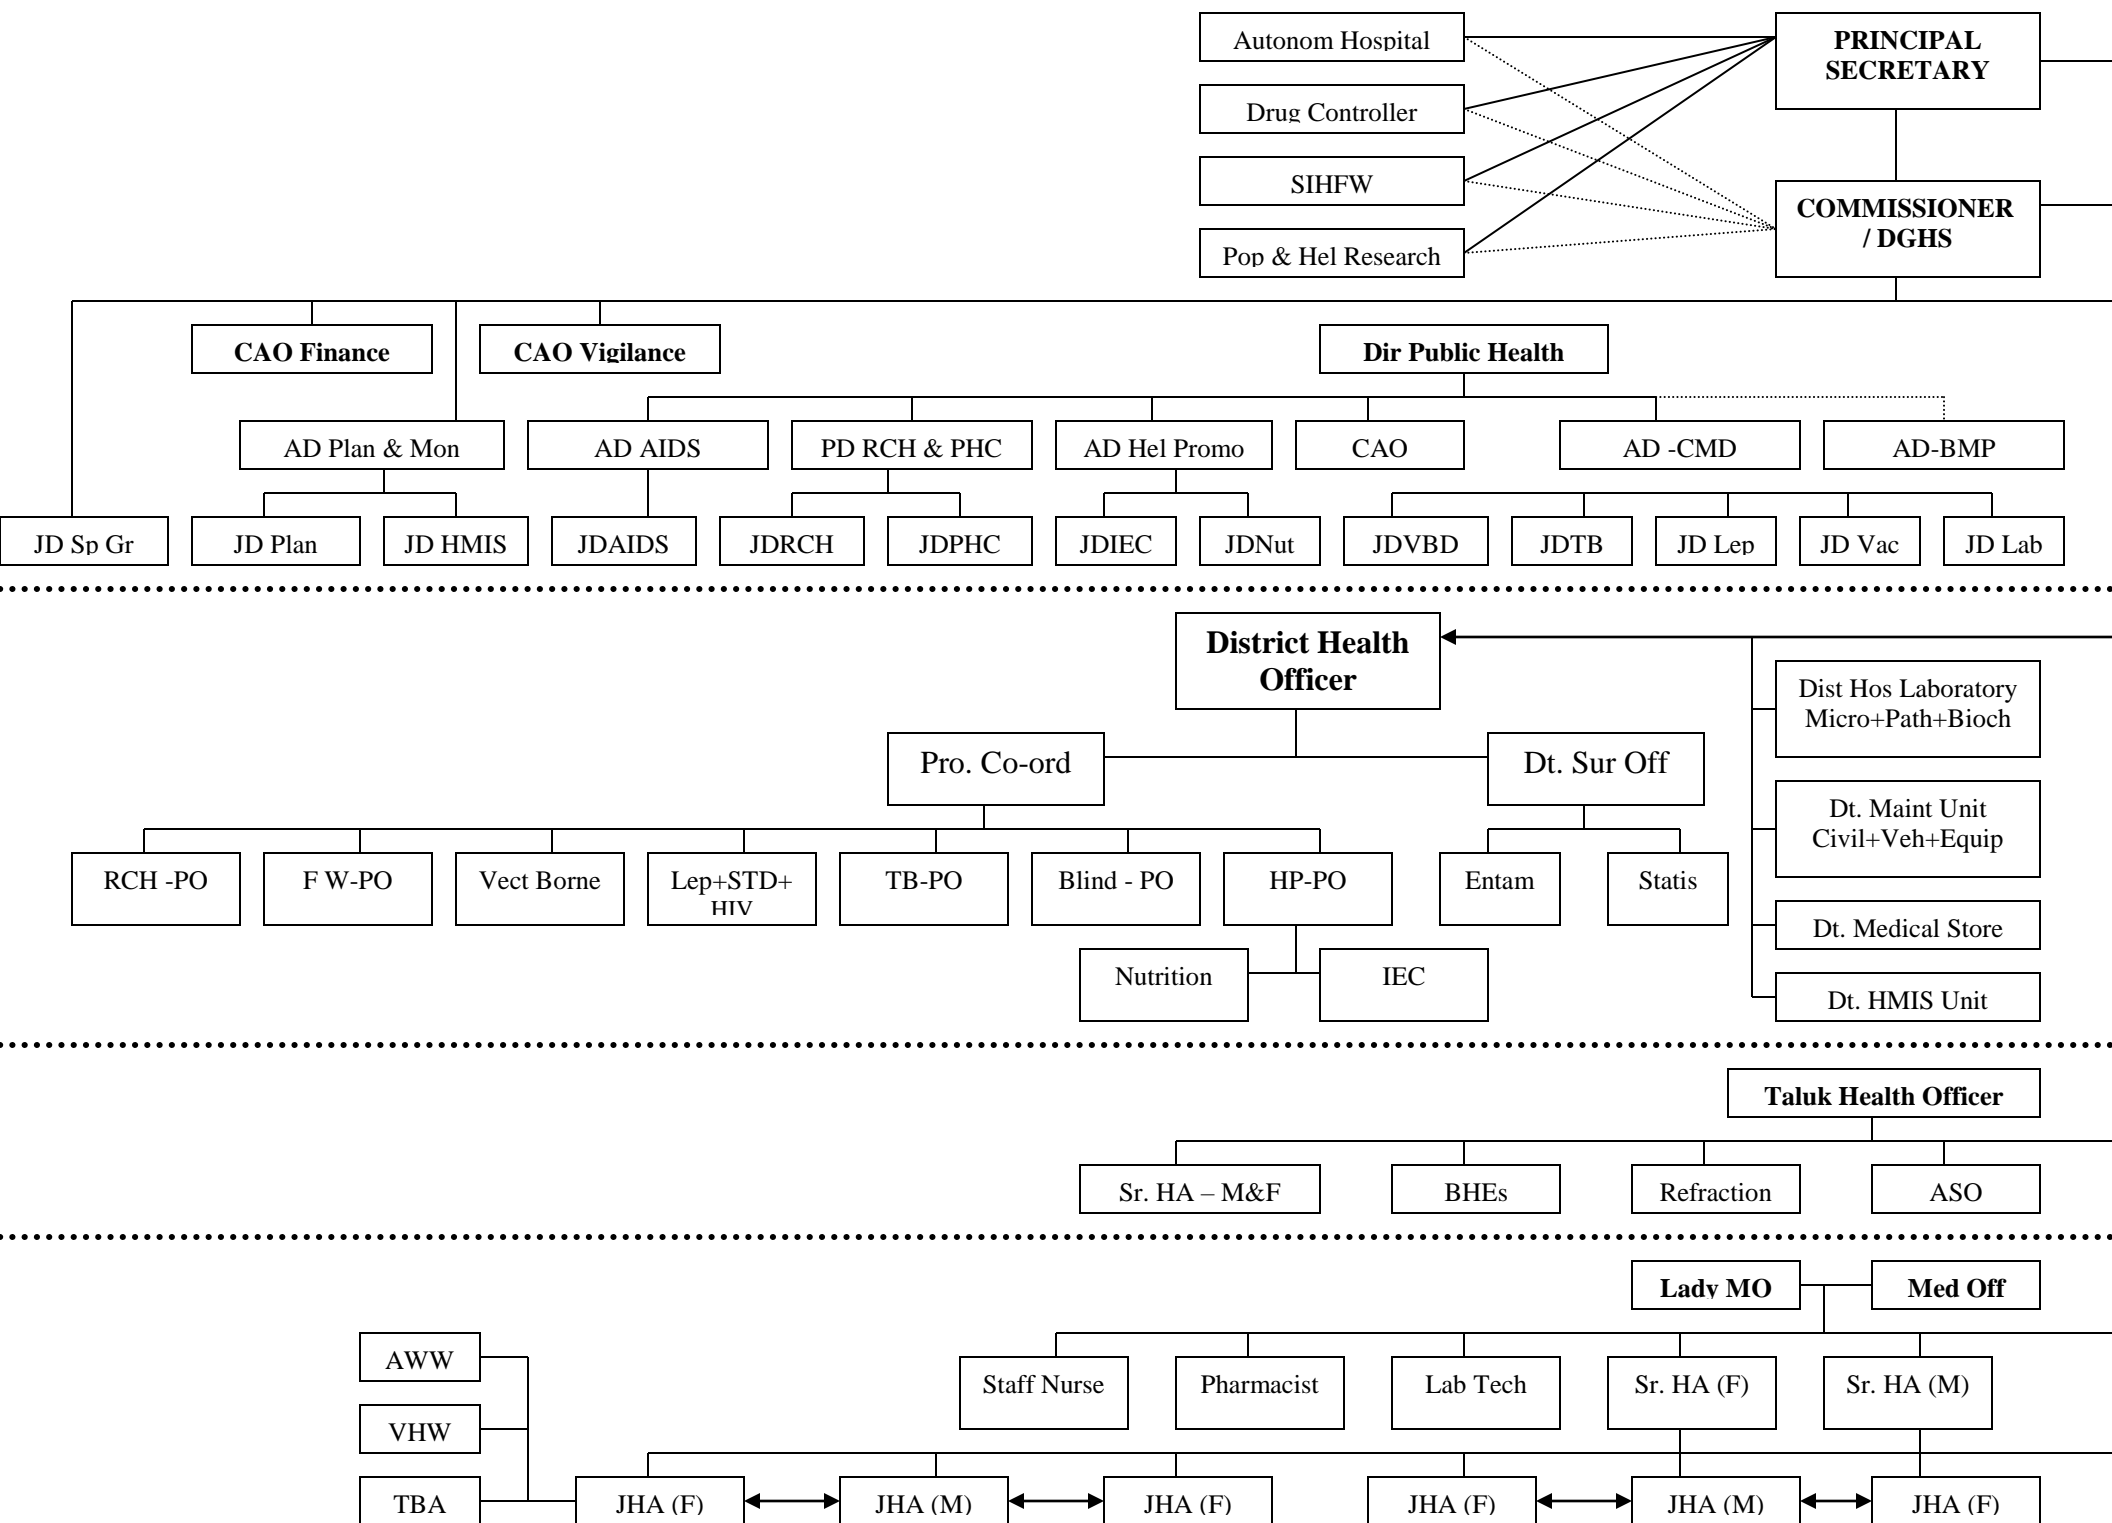 Autonom Hospital
PRINCIPAL
SECRETARY
Drug Controller
SIHFW
COMMISSIONER
/ DGHS
Pop & Hel Research
CAO Finance
CAO Vigilance
Dir Public Health
AD Plan & Mon
AD AIDS
PD RCH & PHC
AD Hel Promo
CAO
AD -CMD
AD-BMP
JD Sp Gr
JD Plan
JD HMIS
JDAIDS
JDRCH
JDPHC
JDIEC
JDNut
JDVBD
JDTB
JD Lep
JD Vac
JD Lab
District Health
Officer
Dist Hos Laboratory
Micro+Path+Bioch
Pro. Co-ord
Dt. Sur Off
Dt. Maint Unit
Civil+Veh+Equip
RCH -PO
F W-PO
Vect Borne
Lep+STD+
HIV
TB-PO
Blind - PO
HP-PO
Entam
Statis
Dt. Medical Store
Nutrition
IEC
Dt. HMIS Unit
Taluk Health Officer
Sr. HA – M&F
BHEs
Refraction
ASO
Lady MO
Med Off
AWW
Staff Nurse
Pharmacist
Lab Tech
Sr. HA (F)
Sr. HA (M)
VHW
TBA
JHA (F)
JHA (M)
JHA (F)
JHA (F)
JHA (M)
JHA (F)